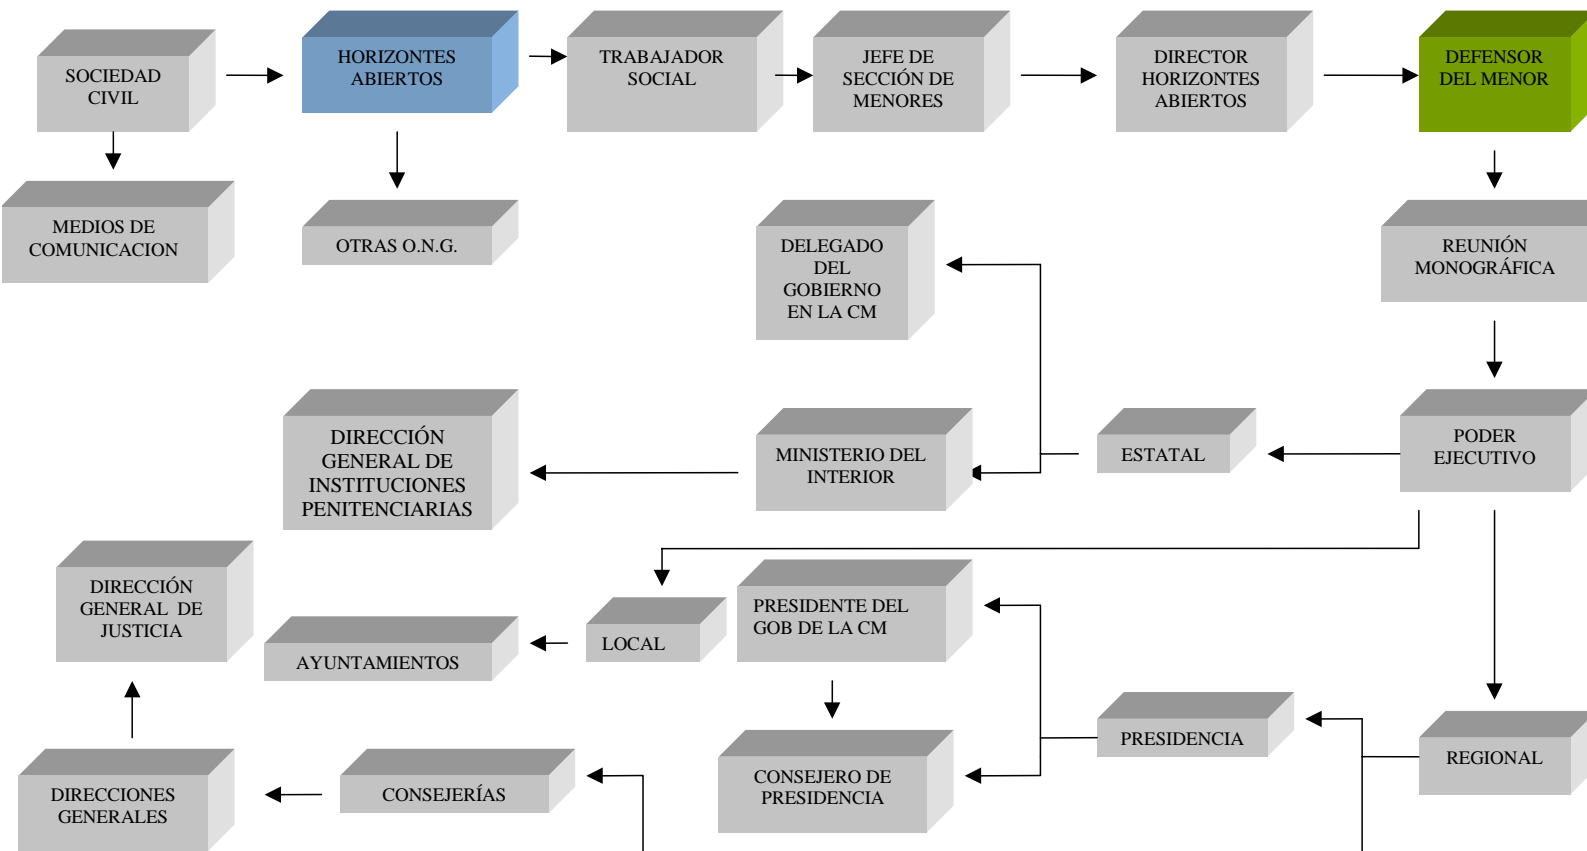 SOCIEDAD
CIVIL
HORIZONTES
ABIERTOS
TRABAJADOR
SOCIAL
JEFE DE
SECCIÓN DE
MENORES
DIRECTOR
HORIZONTES
ABIERTOS
DEFENSOR
DEL MENOR
MEDIOS DE
COMUNICACION
OTRAS O.N.G.
DELEGADO
DEL
GOBIERNO
EN LA CM
REUNIÓN
MONOGRÁFICA
DIRECCIÓN
GENERAL DE
INSTITUCIONES
PENITENCIARIAS
MINISTERIO DEL
INTERIOR
ESTATAL
PODER
EJECUTIVO
DIRECCIÓN
GENERAL DE
JUSTICIA
AYUNTAMIENTOS
LOCAL
PRESIDENTE DEL
GOB DE LA CM
PRESIDENCIA
REGIONAL
DIRECCIONES
GENERALES
CONSEJERÍAS
CONSEJERO DE
PRESIDENCIA